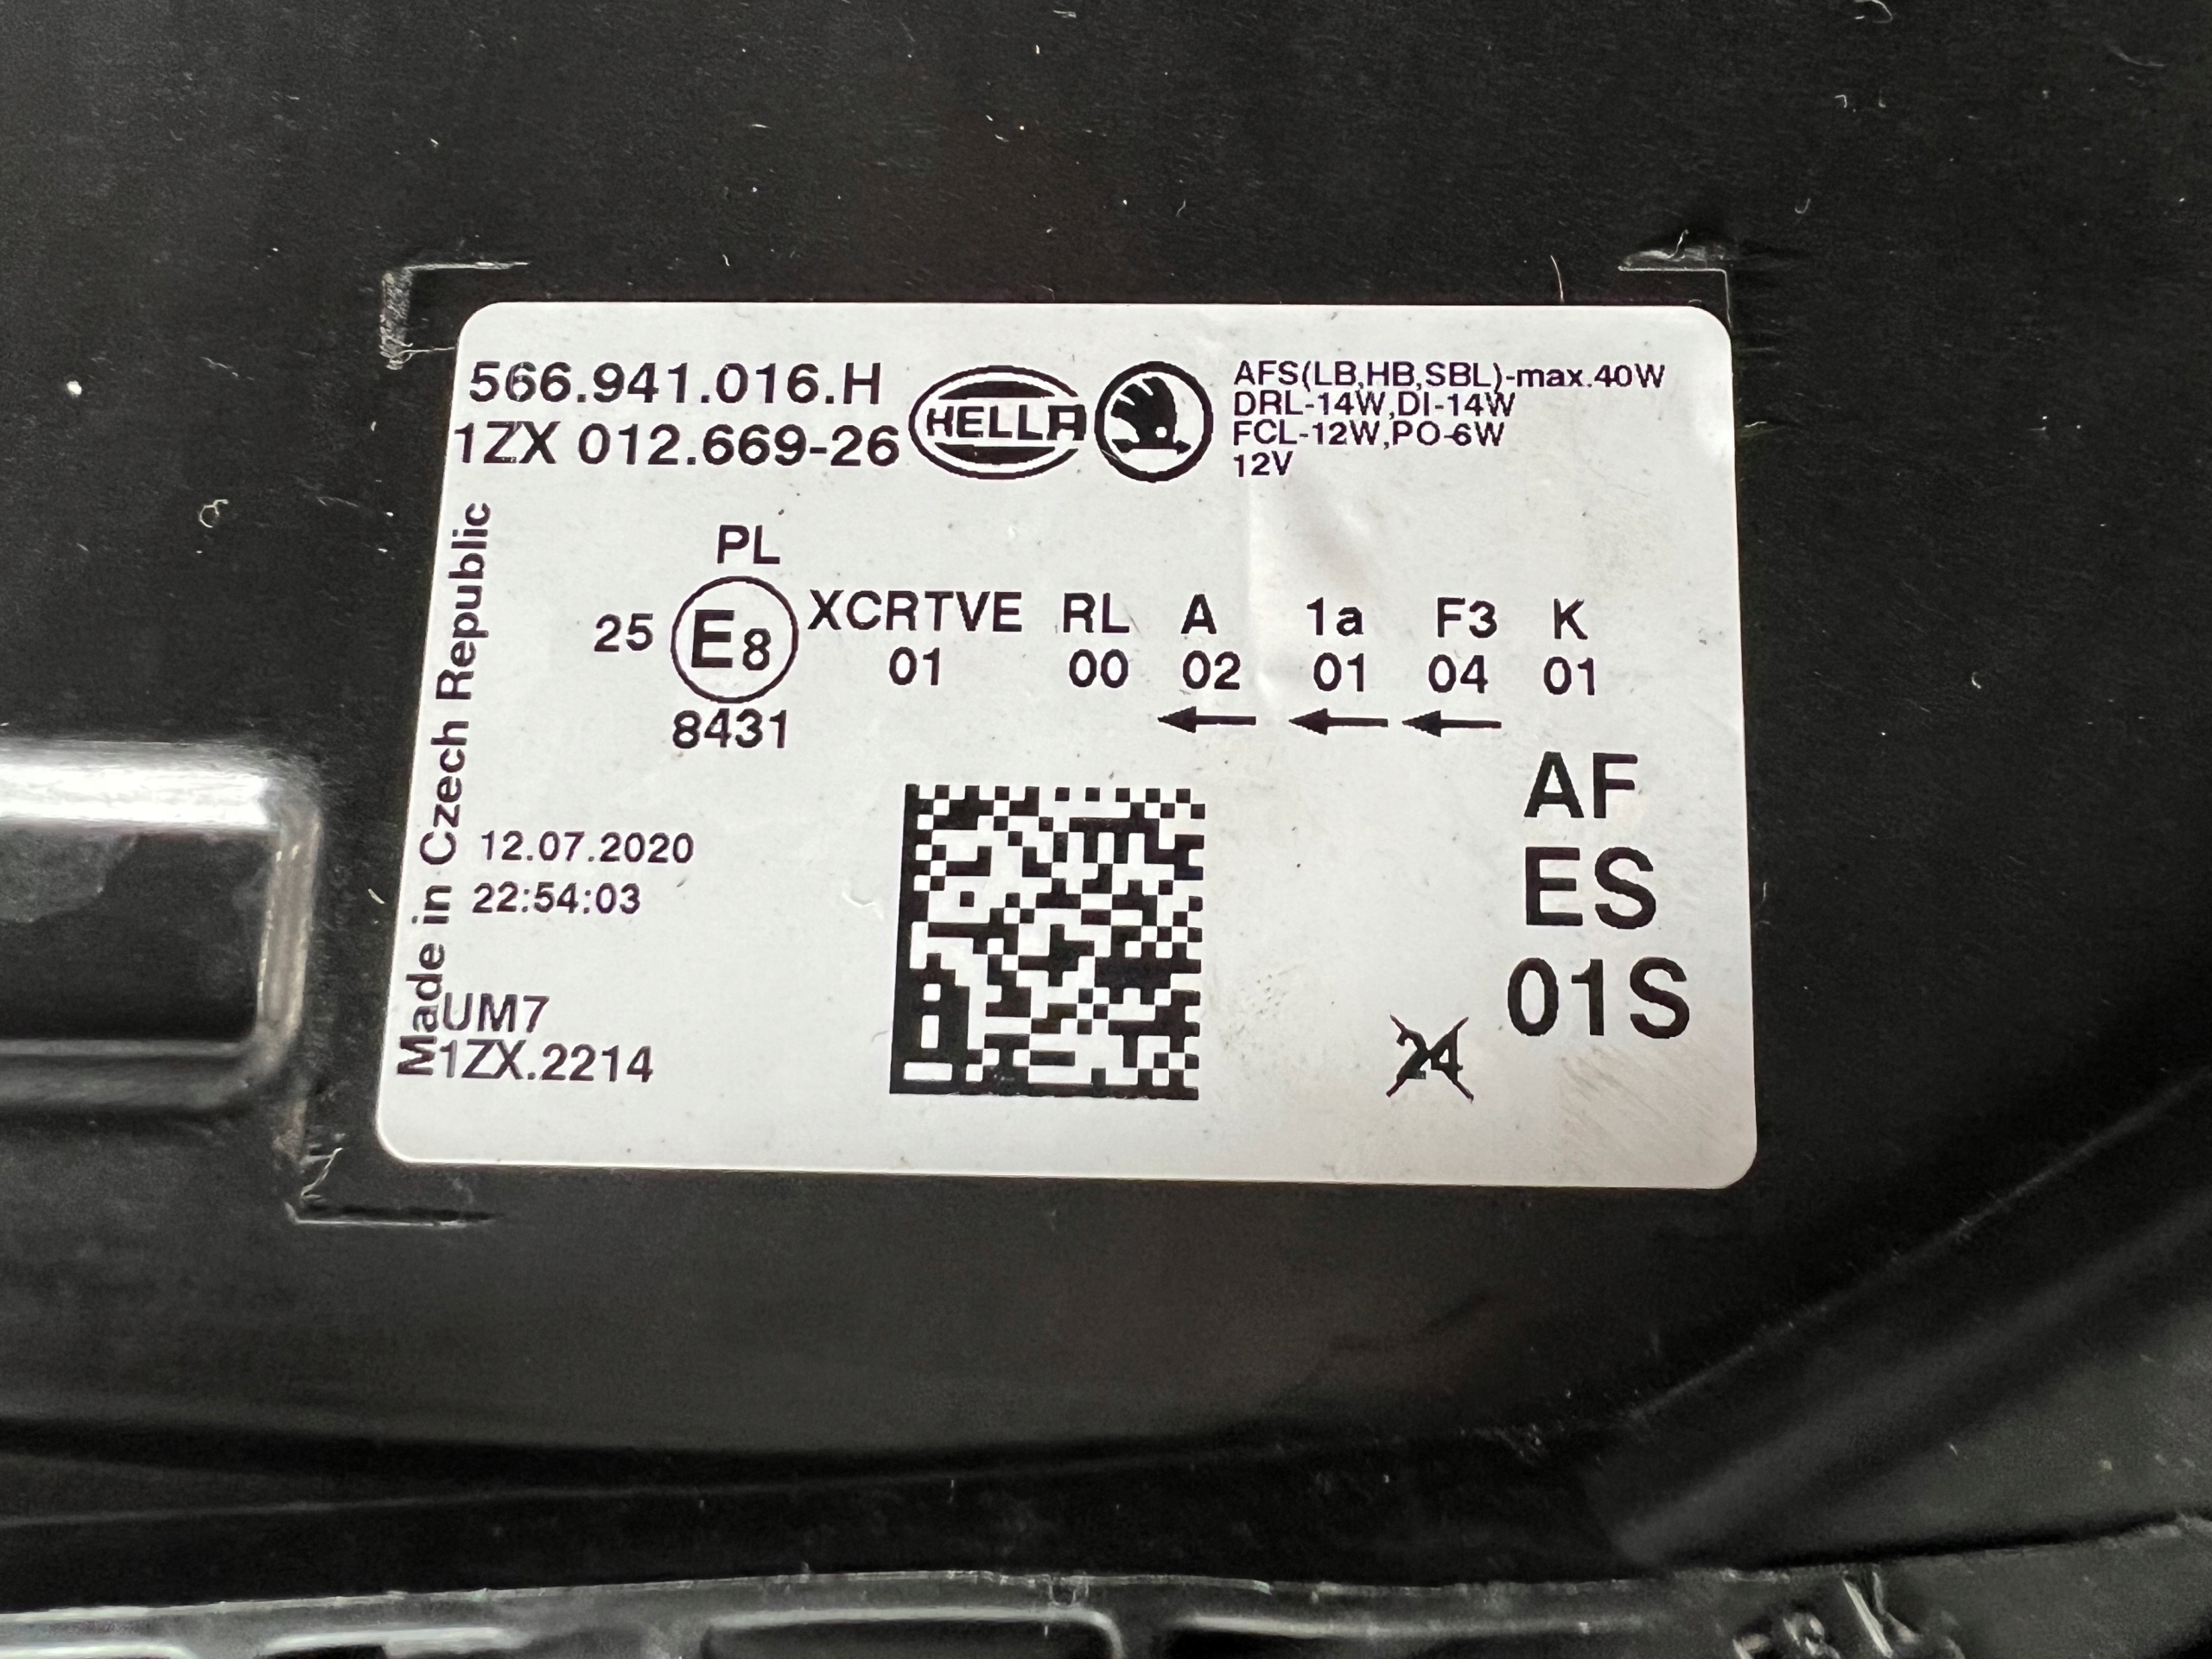 566.941.016.H
1ZX 012.669-26
HELLA
AFS(LB,HB,SBL)-max.40W
DRL-14W,DI-14W
FCL-12W,PO-6W
12V
Made in Czech Republic
PL
25 E8 XCRTVE RL A 1a F3 K
01 00 02 01 04 01
8431
AF
ES
01S
12.07.2020
22:54:03
UM7
1ZX.2214
24